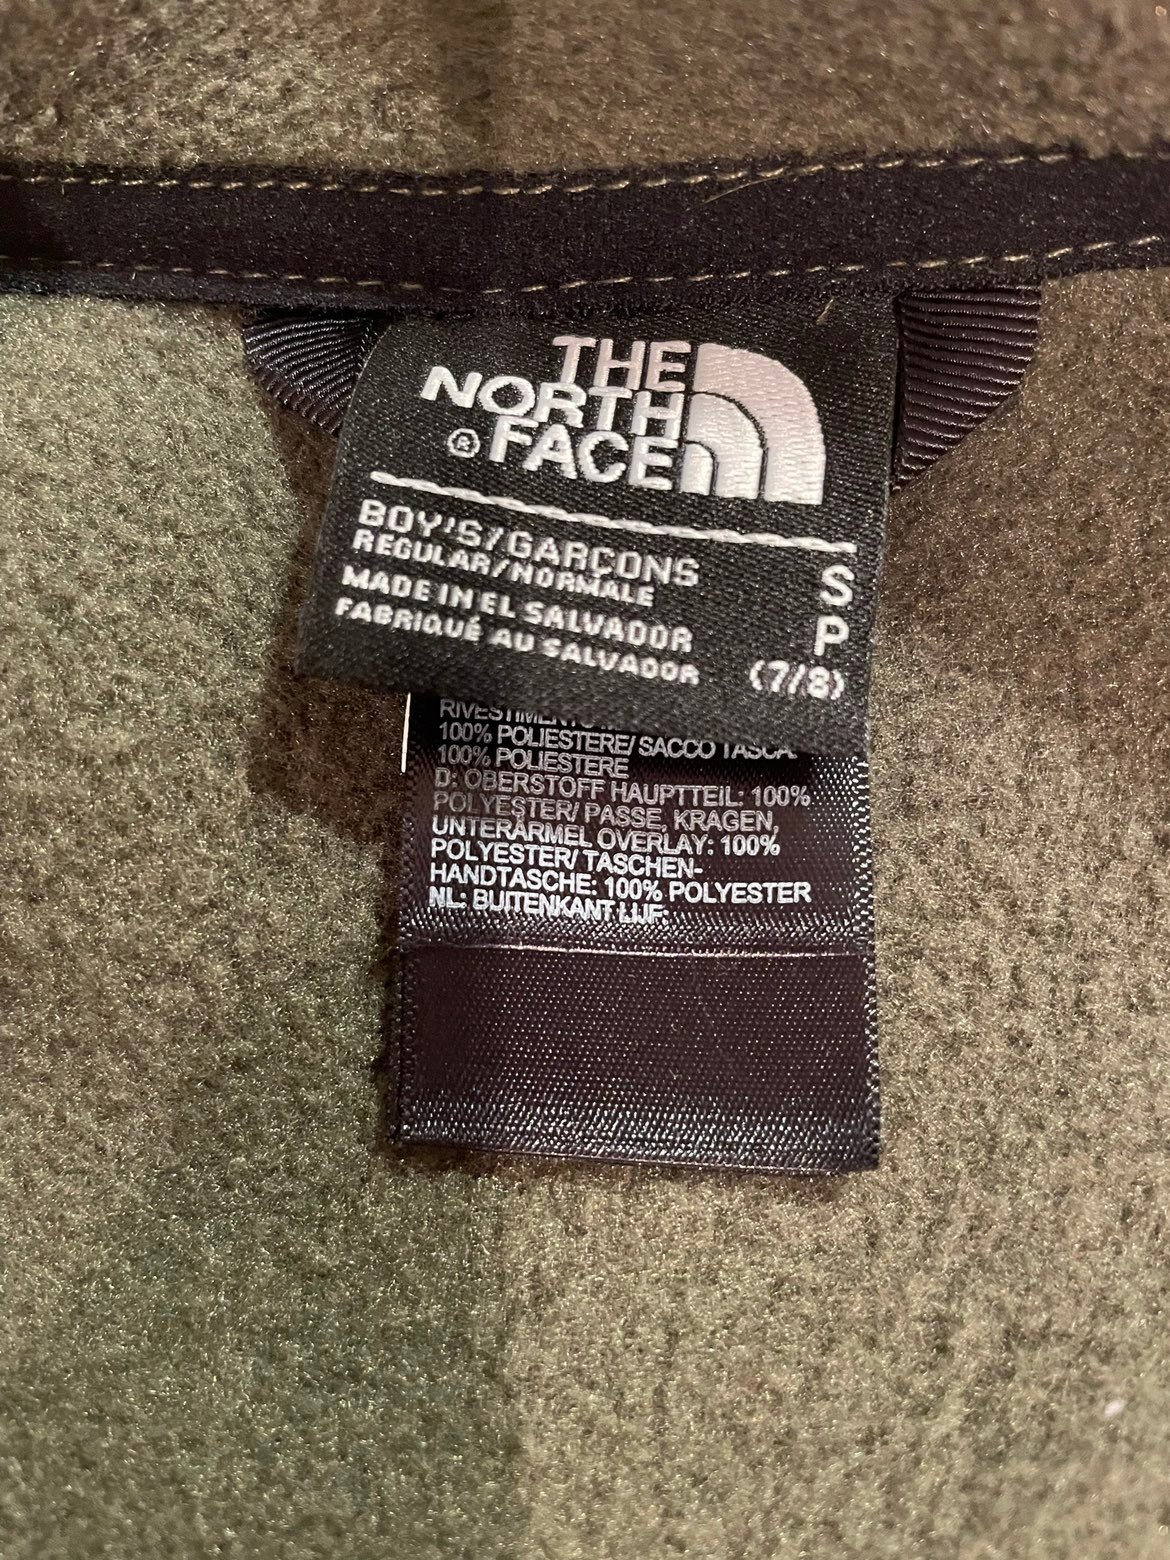 THE
NORTH
® FACE
BOY'S/GARÇONS
REGULAR/NORMALE
MADE IN EL SALVADOR
FABRIQUÉ AU SALVADOR
S
P
(7/8)
100% POLIESTERE/ SACCO TASCA:
100% POLIESTERE
D: OBERSTOFF HAUPTTEIL: 100%
POLYESTER/ PASSE, KRAGEN,
UNTERÄRMEL OVERLAY: 100%
POLYESTER/ TASCHEN-
HANDTASCHE: 100% POLYESTER
NL: BUITENKANT LIJF: